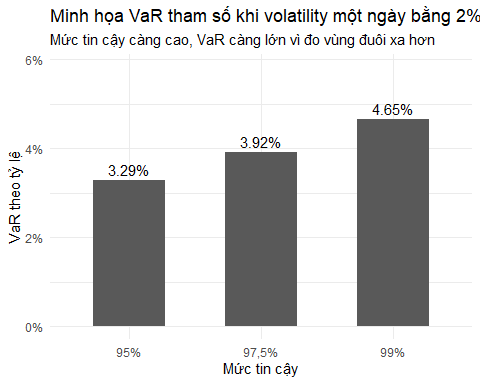 Minh họa VaR tham số khi volatility một ngày bằng 2%
Mức tin cậy càng cao, VaR càng lớn vì đo vùng đuôi xa hơn
6%
4%
2%
0%
VaR theo tỷ lệ
3.29%
3.92%
4.65%
95%
97,5%
99%
Mức tin cậy